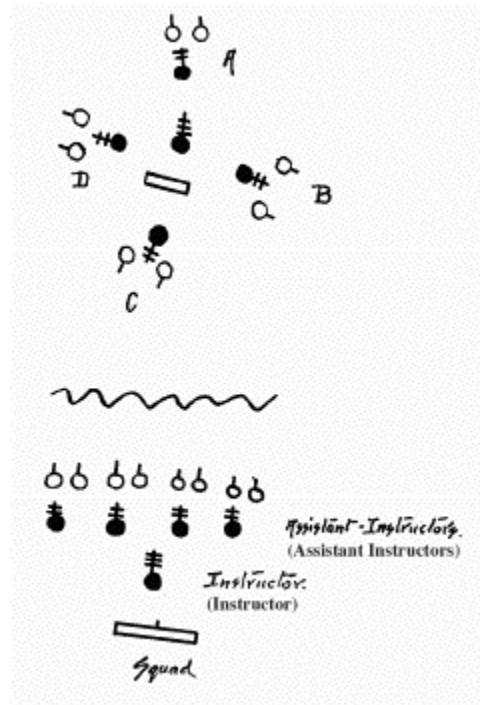 A
D
B
C
Assistant-Instructors.
(Assistant Instructors)
Instructor.
(Instructor)
Squad